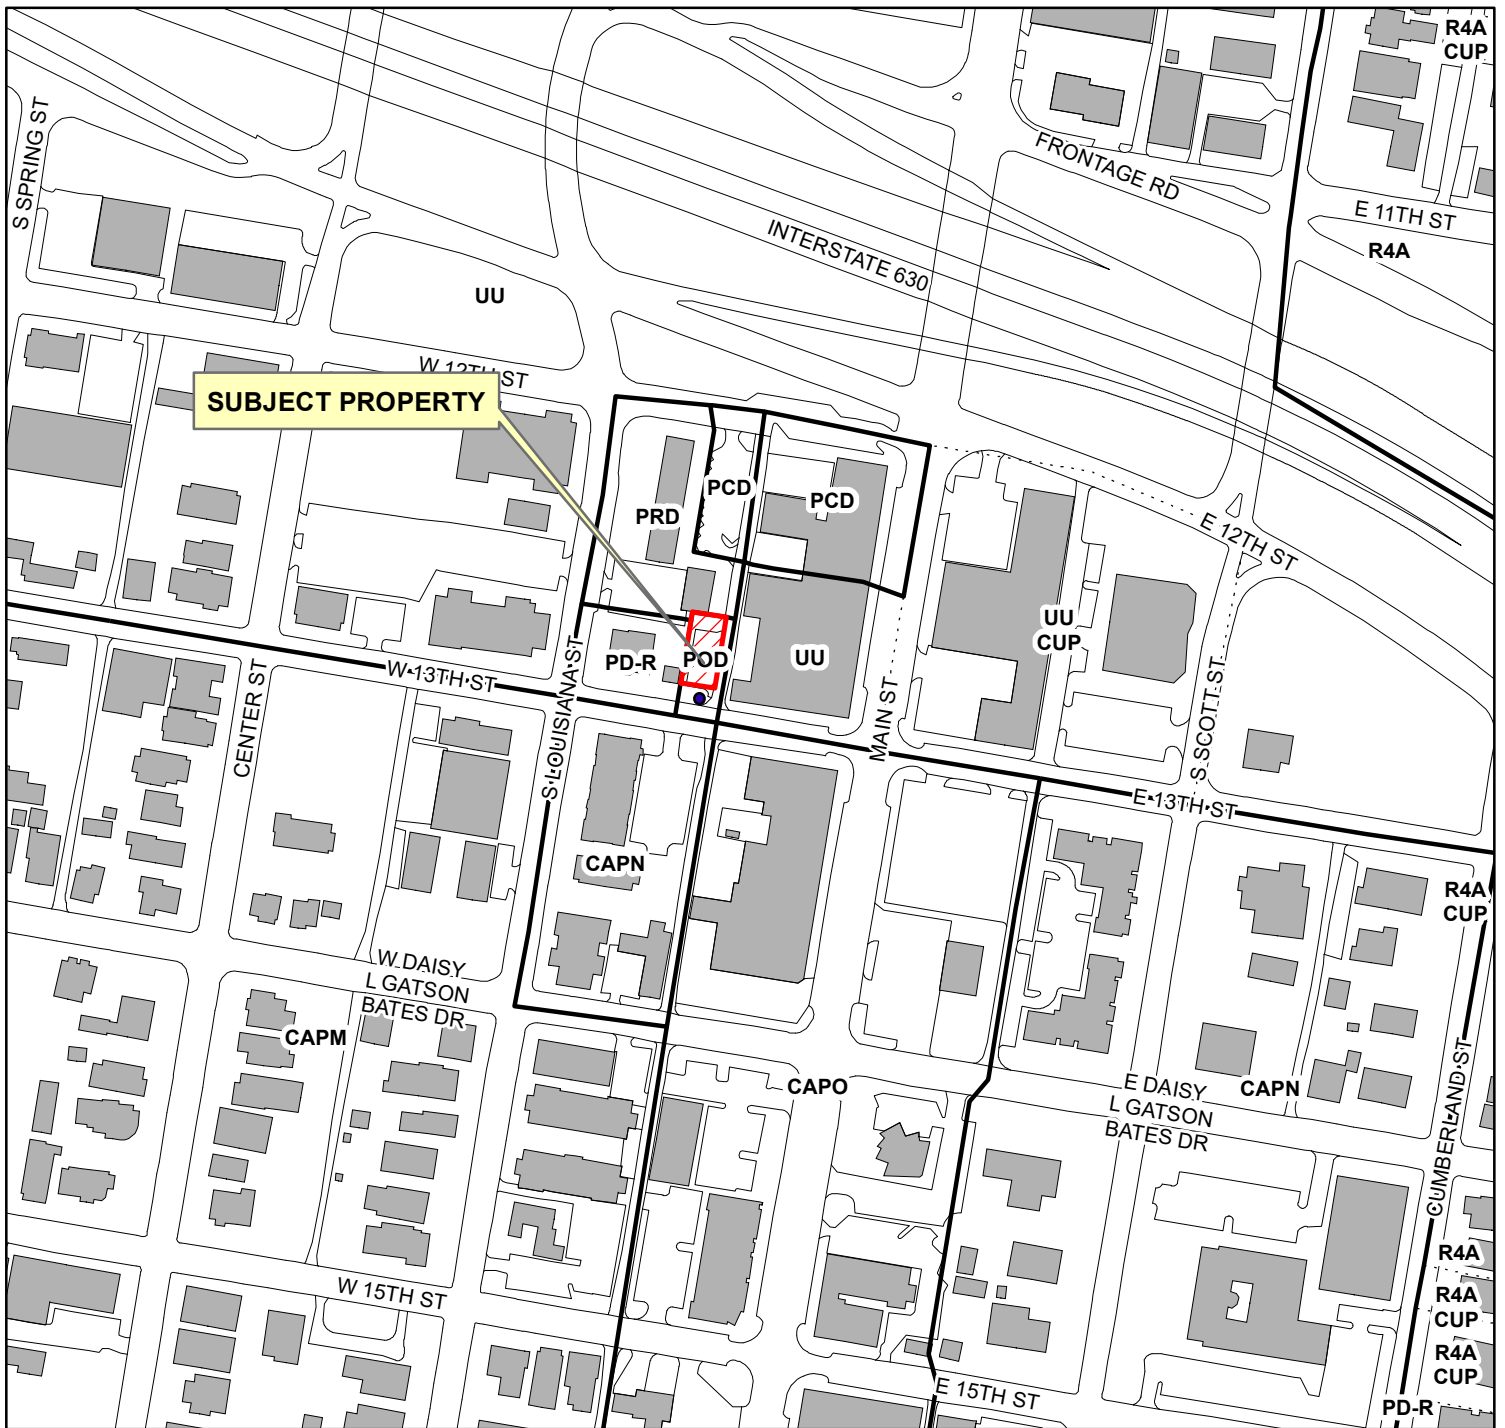 R4A
CUP
S SPRING ST
FRONTAGE RD
E 11TH ST
R4A
INTERSTATE 630
UU
W 12TH ST
SUBJECT PROPERTY
PCD
PCD
PRD
E 12TH ST
UU
CUP
PD-R
POD
UU
W 13TH ST
CENTER ST
S LOUISIANA ST
MAIN ST
S SCOTT ST
E 13TH ST
CAPN
R4A
CUP
W DAISY
L GATSON
BATES DR
CAPM
CAPO
E DAISY
L GATSON
BATES DR
CAPN
CUMBERLAND ST
R4A
W 15TH ST
R4A
CUP
R4A
CUP
E 15TH ST
PD-R